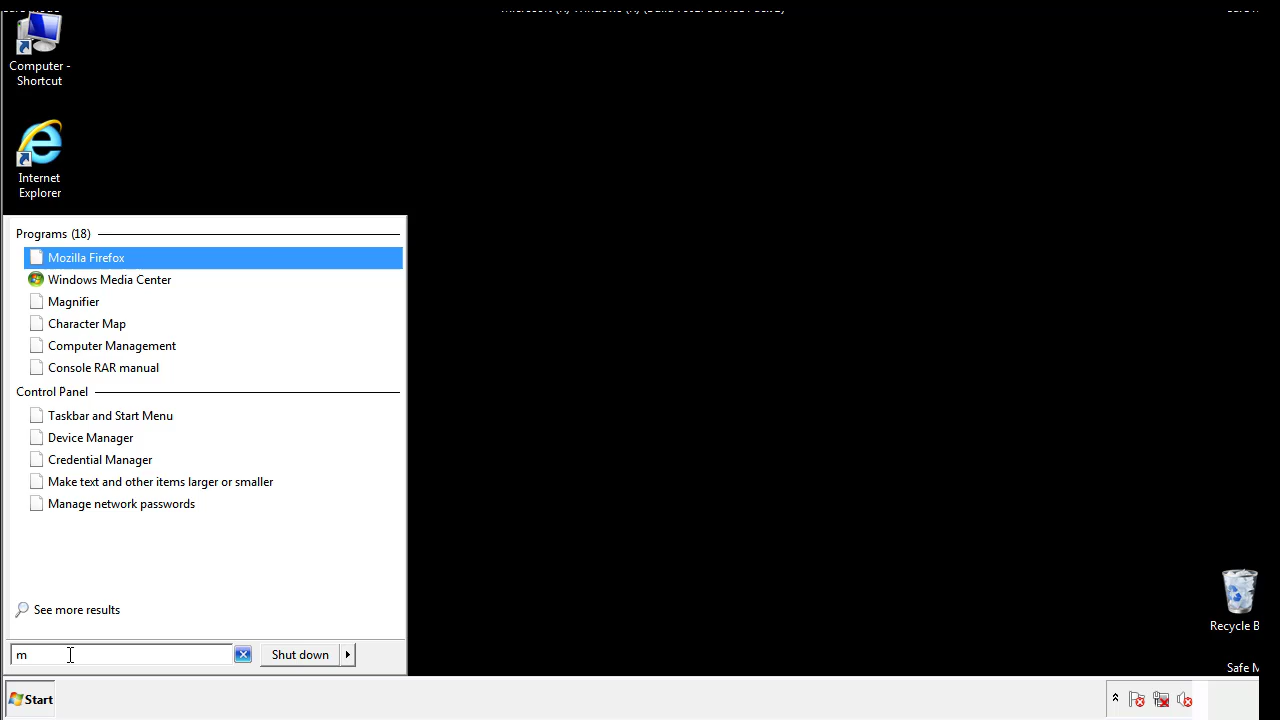 Computer -
Shortcut
Internet
Explorer
Programs (18)
Mozilla Firefox
Windows Media Center
Magnifier
Character Map
Computer Management
Console RAR manual
Control Panel
Taskbar and Start Menu
Device Manager
Credential Manager
Make text and other items larger or smaller
Manage network passwords
See more results
m
Shut down
Recycle B
Safe M
Start